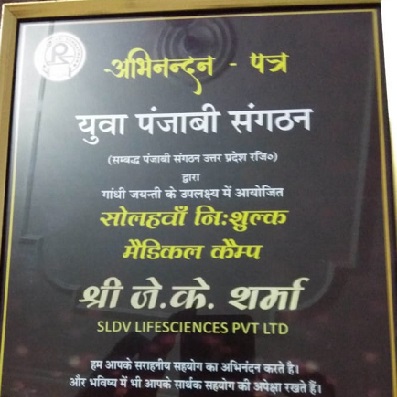 -अभिनन्दन - पत्र
युवा पंजाबी संगठन
(सम्बद्ध पंजाबी संगठन उत्तर प्रदेश रजि०)
द्वारा
गांधी जयन्ती के उपलक्ष्य में आयोजित
सोलहवाँ निःशुल्क
मैडिकल कैम्प
श्री जे.के. शर्मा
SLDV LIFESCIENCES PVT LTD
हम आपके सराहनीय सहयोग का अभिनंदन करते है।
और भविष्य में भी आपके सार्थक सहयोग की अपेक्षा रखते हैं।